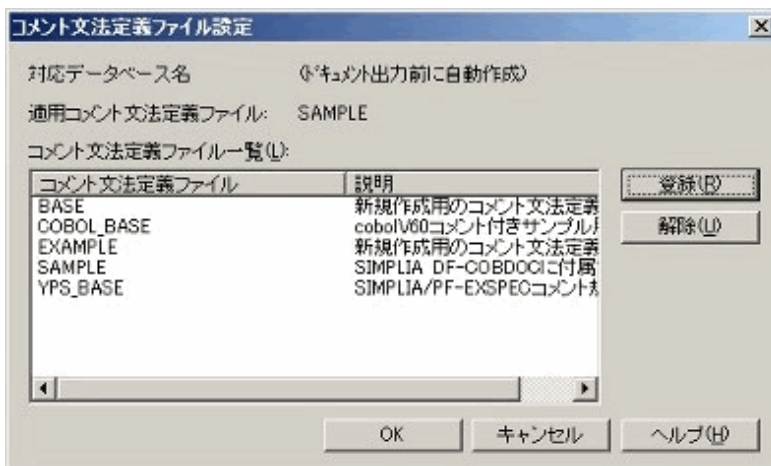 コメント文法定義ファイル設定
対応データベース名 (ドキュメント出力前に自動作成)
適用コメント文法定義ファイル: SAMPLE
コメント文法定義ファイル一覧(L):
コメント文法定義ファイル 説明
BASE 新規作成用のコメント文法定義
COBOL_BASE cobolV60コメント付きサンプル
EXAMPLE 新規作成用のコメント文法定義
SAMPLE SIMPLIA DF-COBDOCに付属
YPS_BASE SIMPLIA/PF-EXSPECコメント
登録(R)
解除(U)
OK キャンセル ヘルプ(H)